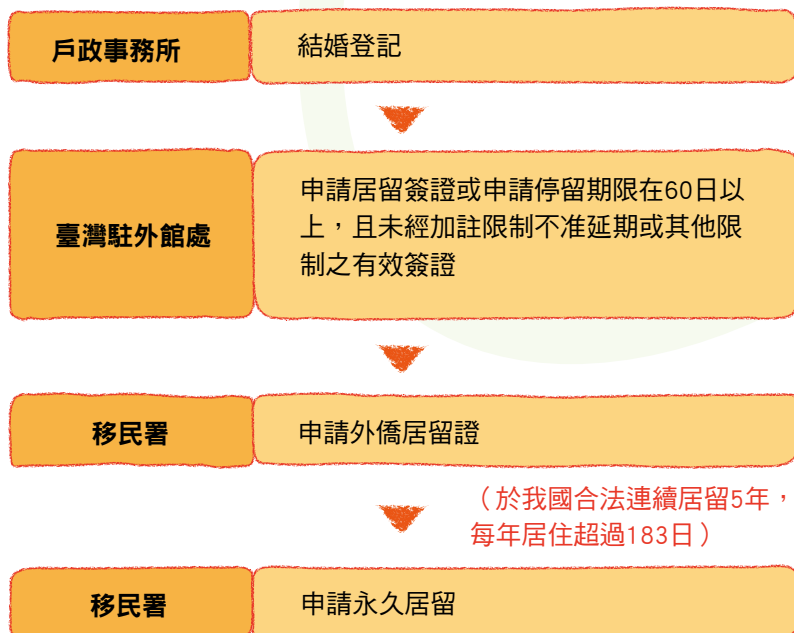 戶政事務所
結婚登記
臺灣駐外館處
申請居留簽證或申請停留期限在60日以
上，且未經加註限制不准延期或其他限
制之有效簽證
移民署
申請外僑居留證
（於我國合法連續居留5年，
每年居住超過183日）
移民署
申請永久居留